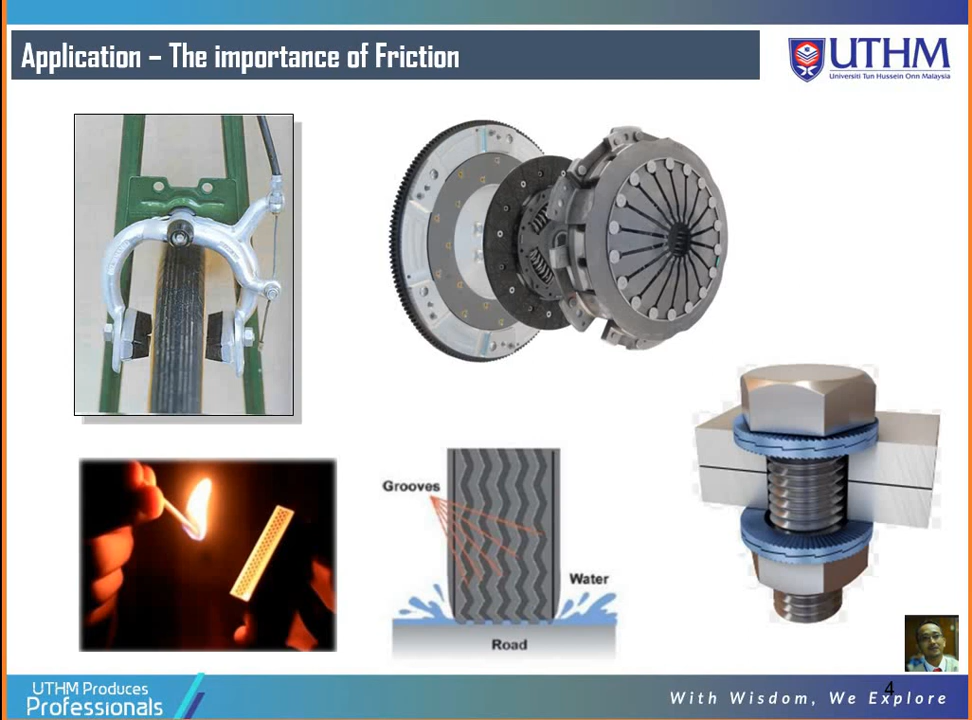 Application – The importance of Friction
UTHM
Universiti Tun Hussein Onn Malaysia
Grooves
Water
Road
UTHM Produces
Professionals
With Wisdom, We Explore
4